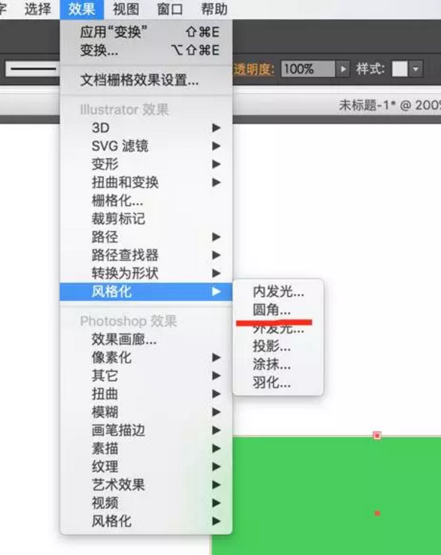 字 选择 效果 视图 窗口 帮助
应用“变换” ⇧⌘E
变换... ⌥⇧⌘E
文档栅格效果设置...
透明度: 100% 样式:
未标题-1* @ 200%
Illustrator 效果
3D
SVG 滤镜
变形
扭曲和变换
栅格化...
裁剪标记
路径
路径查找器
转换为形状
风格化
内发光...
圆角...
外发光...
投影...
涂抹...
羽化...
Photoshop 效果
效果画廊...
像素化
其它
扭曲
模糊
画笔描边
素描
纹理
艺术效果
视频
风格化